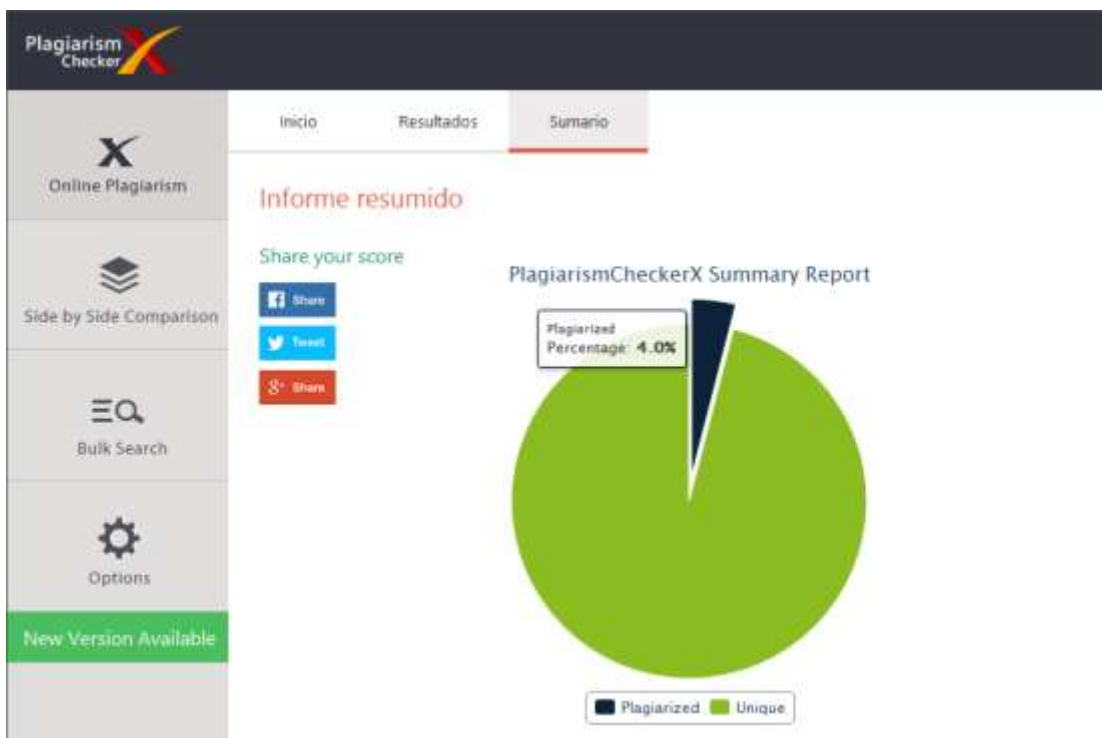 Plagiarism
Checker
Inicio
Resultados
Sumario
Online Plagiarism
Informe resumido
Share your score
Share
Tweet
Share
Side by Side Comparison
Bulk Search
Options
New Version Available
PlagiarismCheckerX Summary Report
Plagiarized
Percentage: 4.0%
Plagiarized
Unique